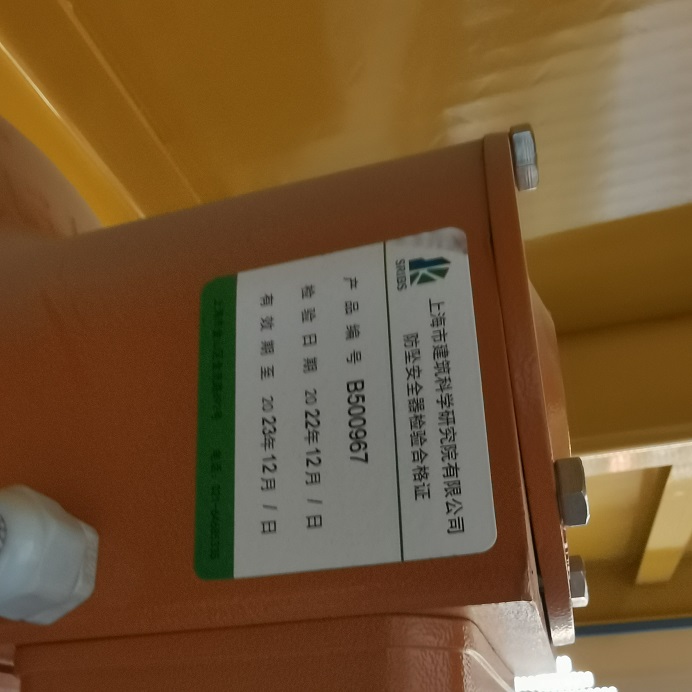 SRIBS
上海市建筑科学研究院有限公司
防坠安全器检验合格证
产品编号 B500967
检验日期 2022年12月 / 日
有效期至 2023年12月 / 日